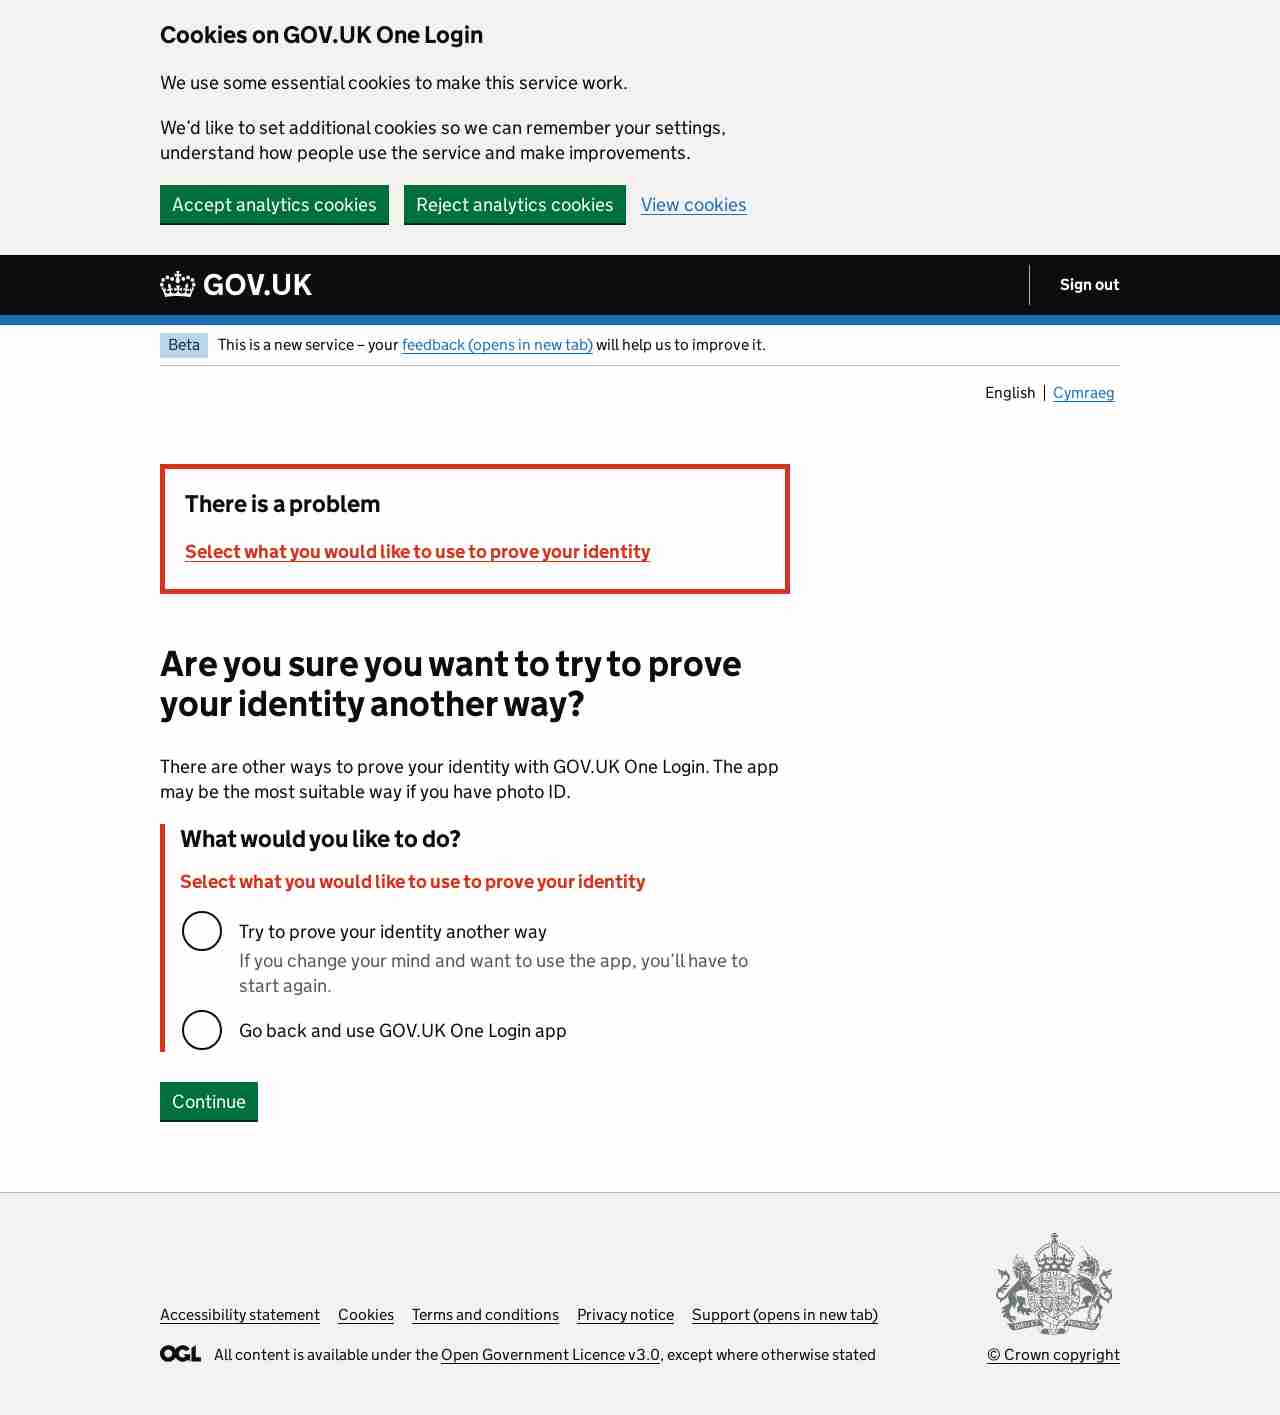 Cookies on GOV.UK One Login
We use some essential cookies to make this service work.
We'd like to set additional cookies so we can remember your settings,
understand how people use the service and make improvements.
Accept analytics cookies
Reject analytics cookies
View cookies
GOV.UK
Sign out
Beta
This is a new service – your feedback (opens in new tab) will help us to improve it.
English
Cymraeg
There is a problem
Select what you would like to use to prove your identity
Are you sure you want to try to prove
your identity another way?
There are other ways to prove your identity with GOV.UK One Login. The app
may be the most suitable way if you have photo ID.
What would you like to do?
Select what you would like to use to prove your identity
Try to prove your identity another way
If you change your mind and want to use the app, you'll have to
start again.
Go back and use GOV.UK One Login app
Continue
Accessibility statement
Cookies
Terms and conditions
Privacy notice
Support (opens in new tab)
OGL
All content is available under the Open Government Licence v3.0, except where otherwise stated
© Crown copyright